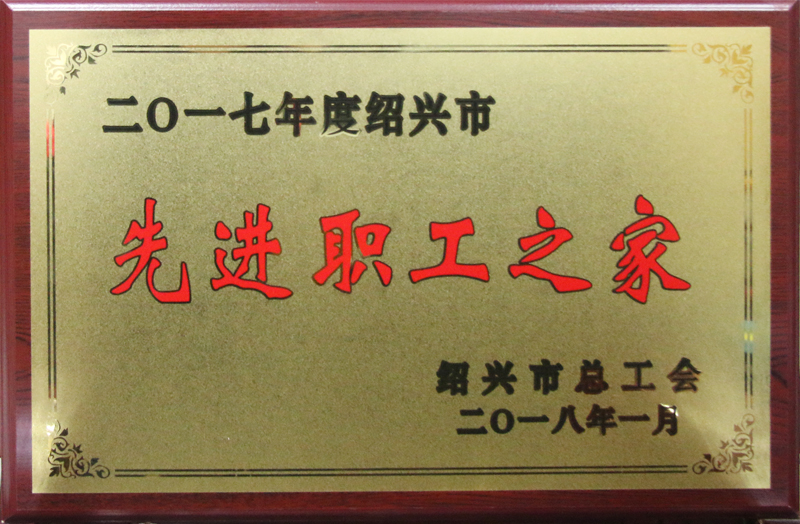 二〇一七年度绍兴市
先进职工之家
绍兴市总工会
二〇一八年一月